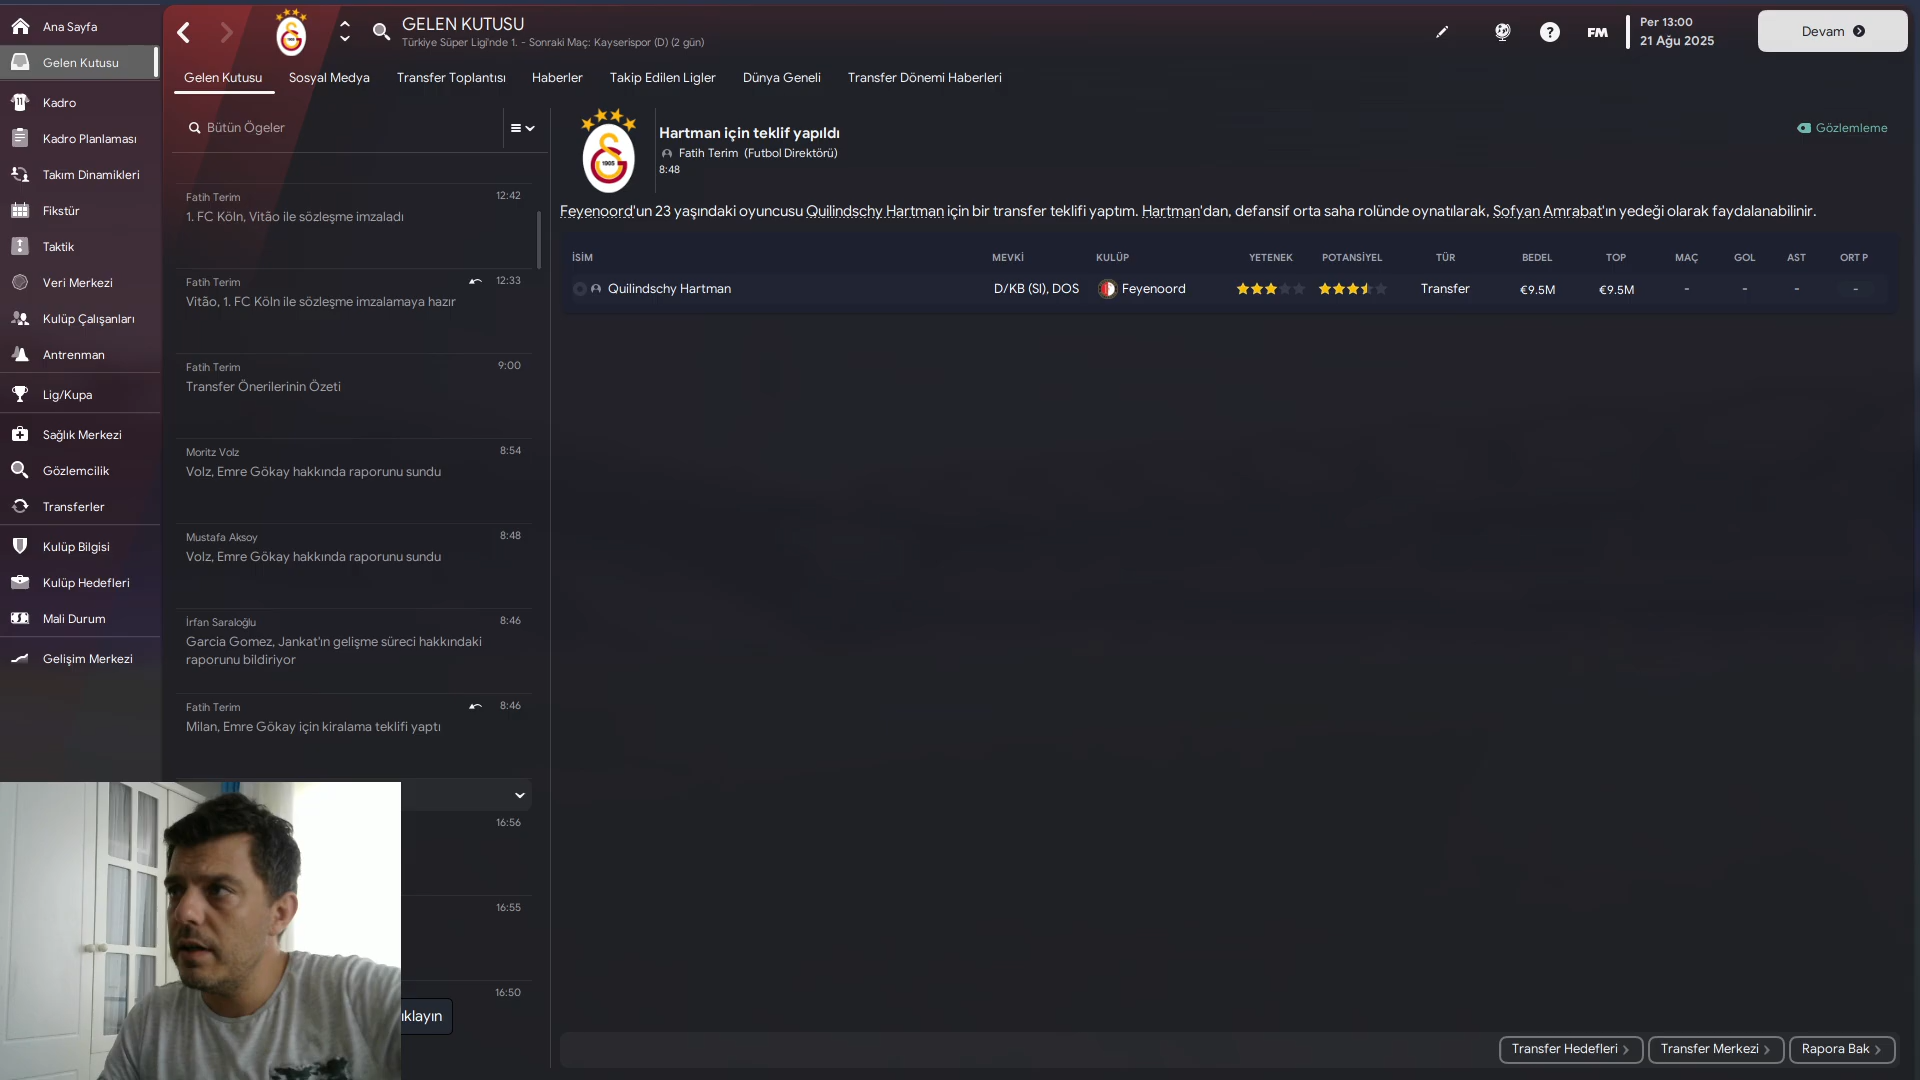 Ana Sayfa
Gelen Kutusu
Kadro
Kadro Planlaması
Takım Dinamikleri
Fikstür
Taktik
Veri Merkezi
Kulüp Çalışanları
Antrenman
Lig/Kupa
Sağlık Merkezi
Gözlemcilik
Transferler
Kulüp Bilgisi
Kulüp Hedefleri
Mali Durum
Gelişim Merkezi
GELEN KUTUSU
Türkiye Süper Ligi'nde 1. - Sonraki Maç: Kayserispor (D) (2 gün)
FM
Per 13:00
21 Ağu 2025
Devam
Gelen Kutusu Sosyal Medya Transfer Toplantısı Haberler Takip Edilen Ligler Dünya Geneli Transfer Dönemi Haberleri
Bütün Ögeler
Fatih Terim 12:42
1. FC Köln, Vitão ile sözleşme imzaladı
Fatih Terim 12:33
Vitão, 1. FC Köln ile sözleşme imzalamaya hazır
Fatih Terim 9:00
Transfer Önerilerinin Özeti
Moritz Volz 8:54
Volz, Emre Gökay hakkında raporunu sundu
Mustafa Aksoy 8:48
Volz, Emre Gökay hakkında raporunu sundu
İrfan Saraloğlu 8:46
Garcia Gomez, Jankat'ın gelişme süreci hakkındaki
raporunu bildiriyor
Fatih Terim 8:46
Milan, Emre Gökay için kiralama teklifi yaptı
16:56
16:55
16:50
ıklayın
1905
Hartman için teklif yapıldı
Fatih Terim (Futbol Direktörü)
8:48
Gözlemleme
Feyenoord'un 23 yaşındaki oyuncusu Quilindschy Hartman için bir transfer teklifi yaptım. Hartman'dan, defansif orta saha rolünde oynatılarak, Sofyan Amrabat'ın yedeği olarak faydalanabilinir.
İSİM MEVKİ KULÜP YETENEK POTANSİYEL TÜR BEDEL TOP MAÇ GOL AST ORT P
Quilindschy Hartman D/KB (Sl), DOS Feyenoord Transfer €9.5M €9.5M - - - -
Transfer Hedefleri Transfer Merkezi Rapora Bak